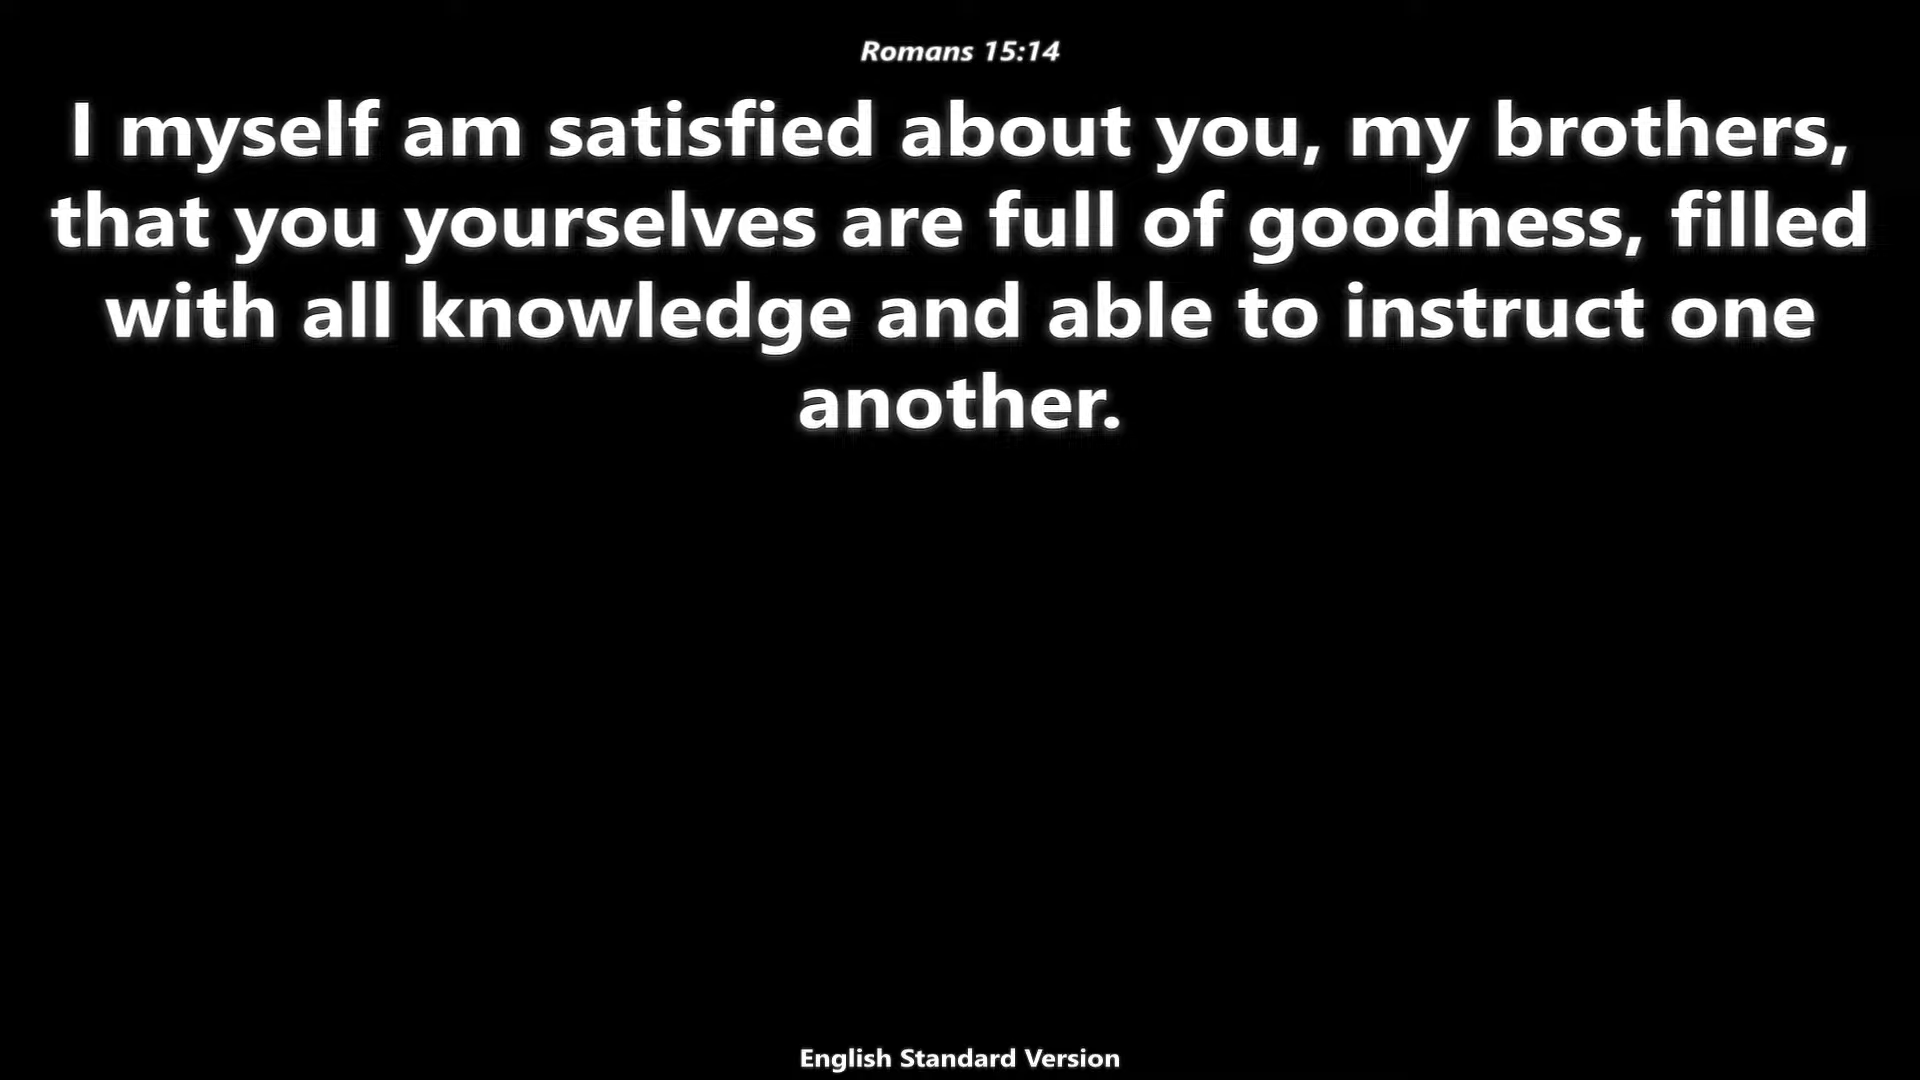 Romans 15:14
I myself am satisfied about you, my brothers,
that you yourselves are full of goodness, filled
with all knowledge and able to instruct one
another.
English Standard Version